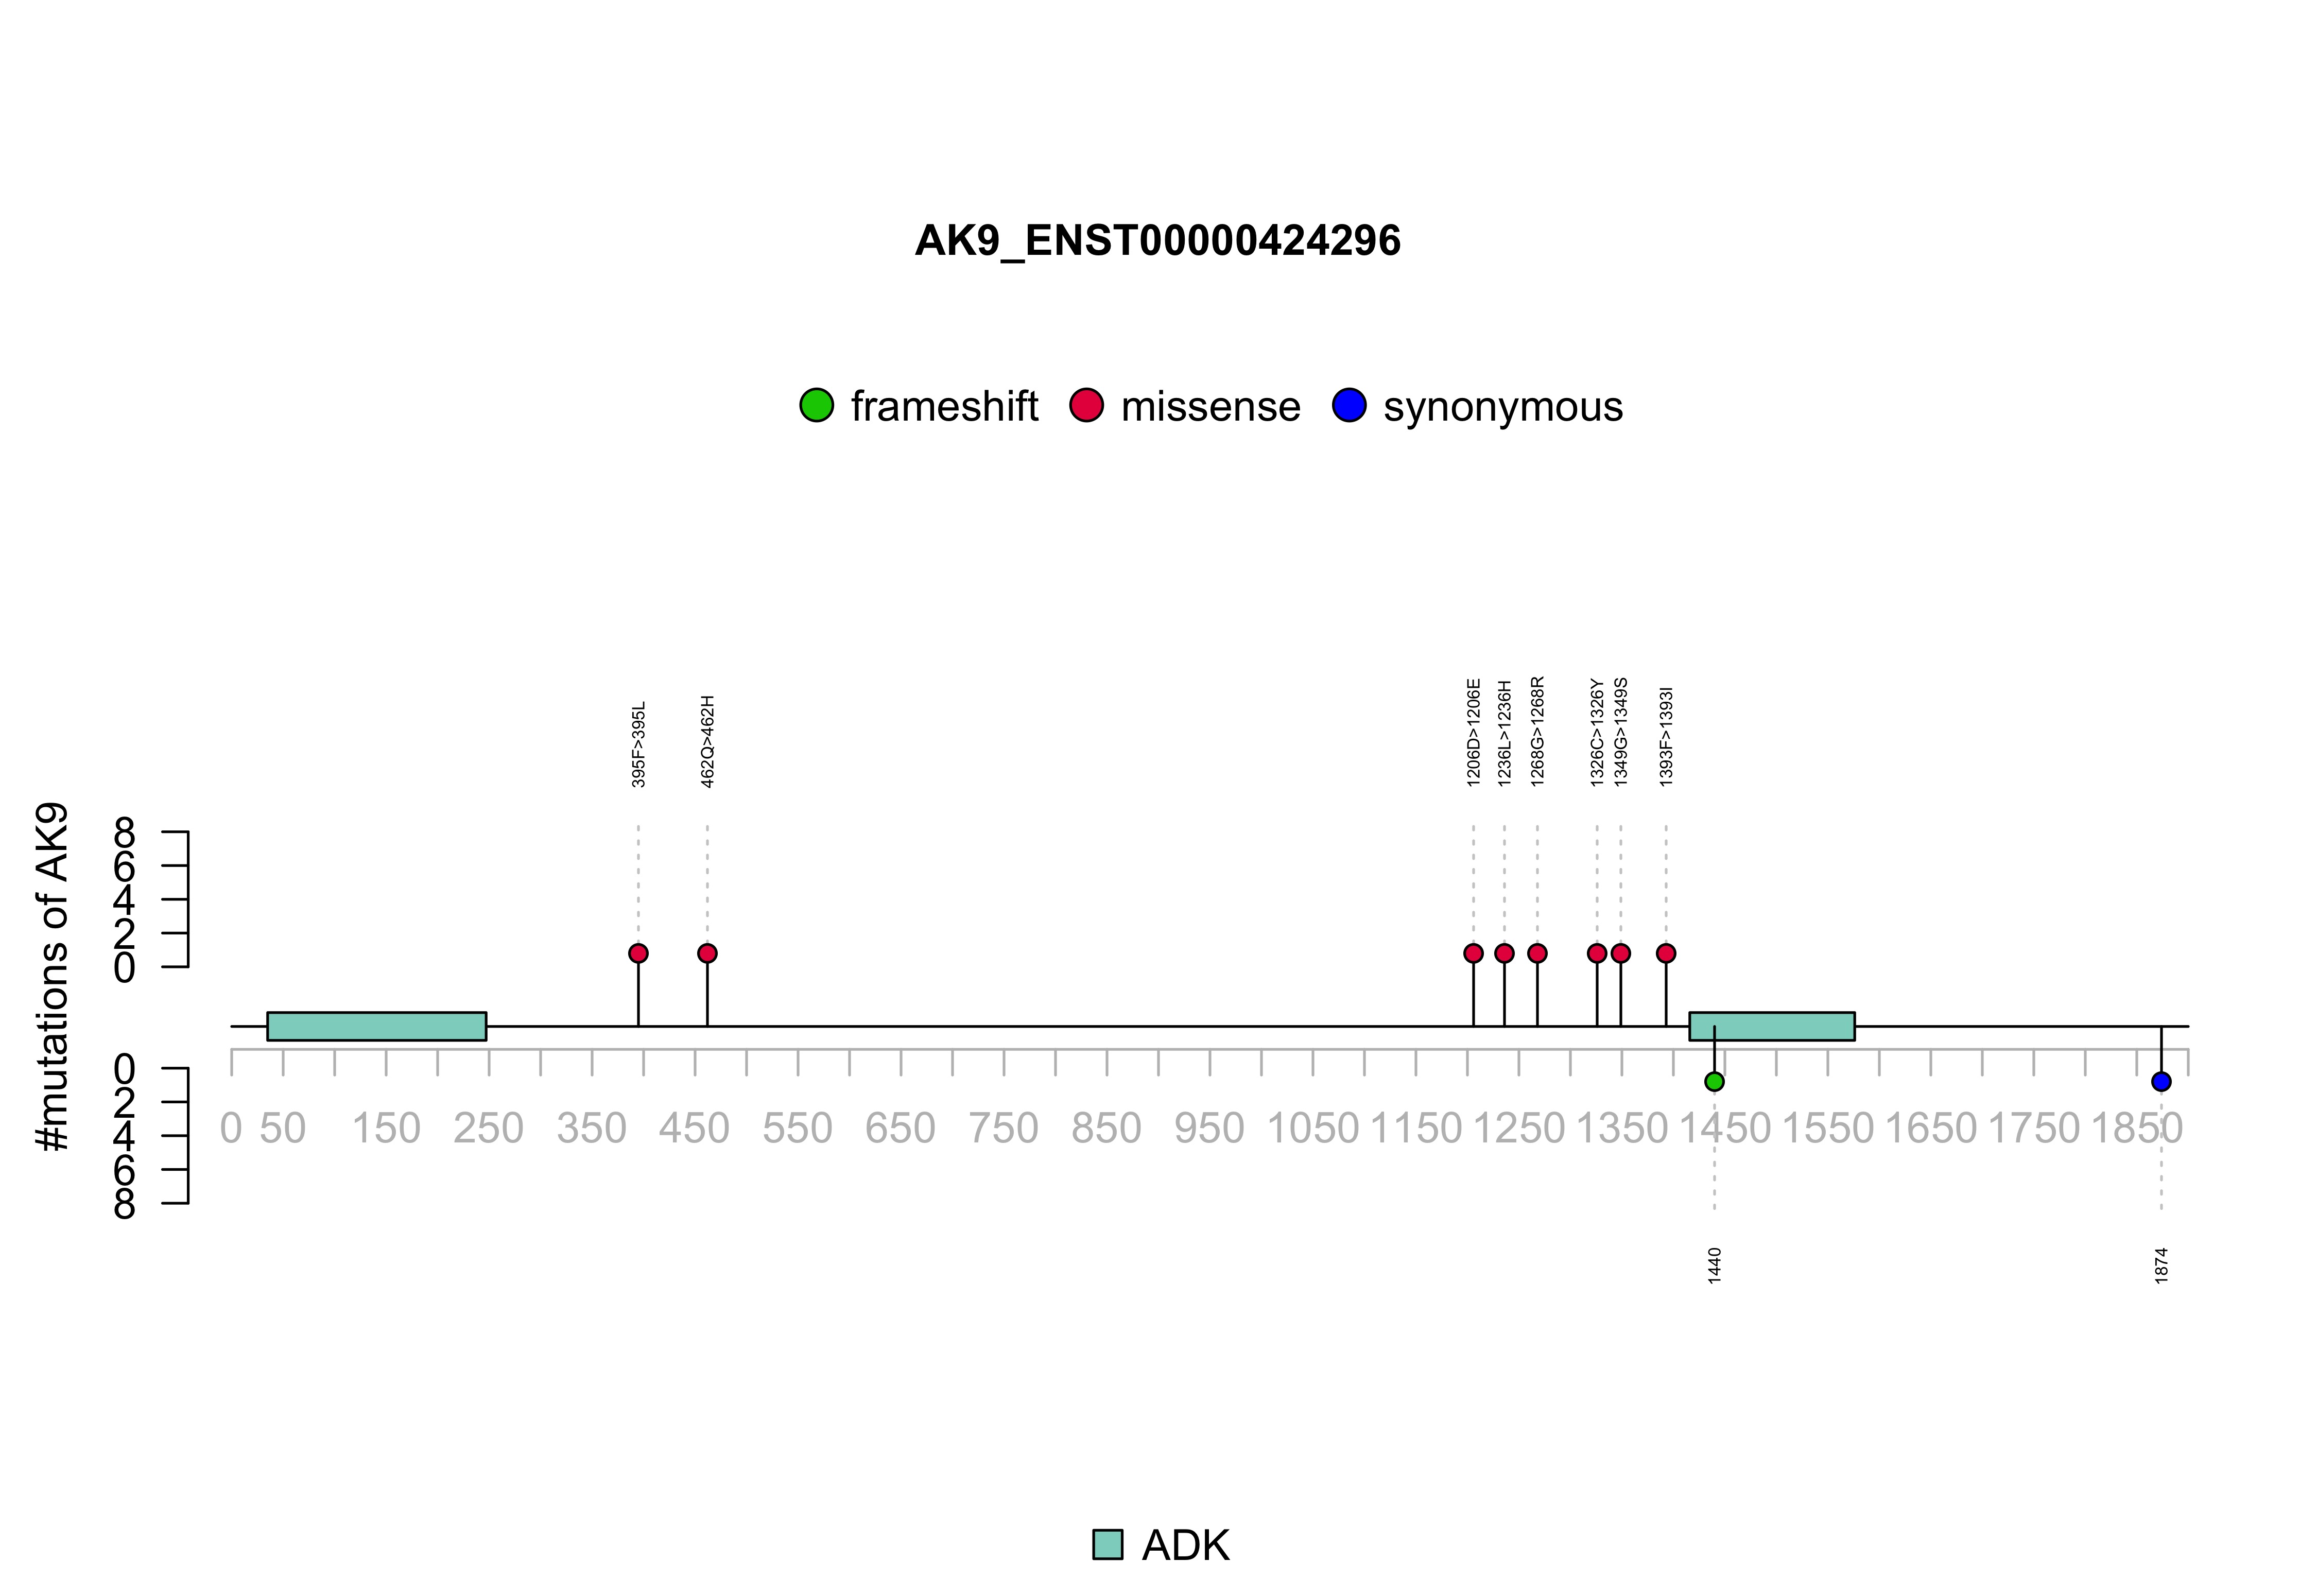 AK9_ENST00000424296
frameshift missense synonymous
395F>395L
462Q>462H
1206D>1206E
1236L>1236H
1268G>1268R
1326C>1326Y
1349G>1349S
1393F>1393I
#mutations of AK9
8
6
4
2
0
0
2
4
6
8
0 50 150 250 350 450 550 650 750 850 950 1050 1150 1250 1350 1450 1550 1650 1750 1850
1440
1874
ADK